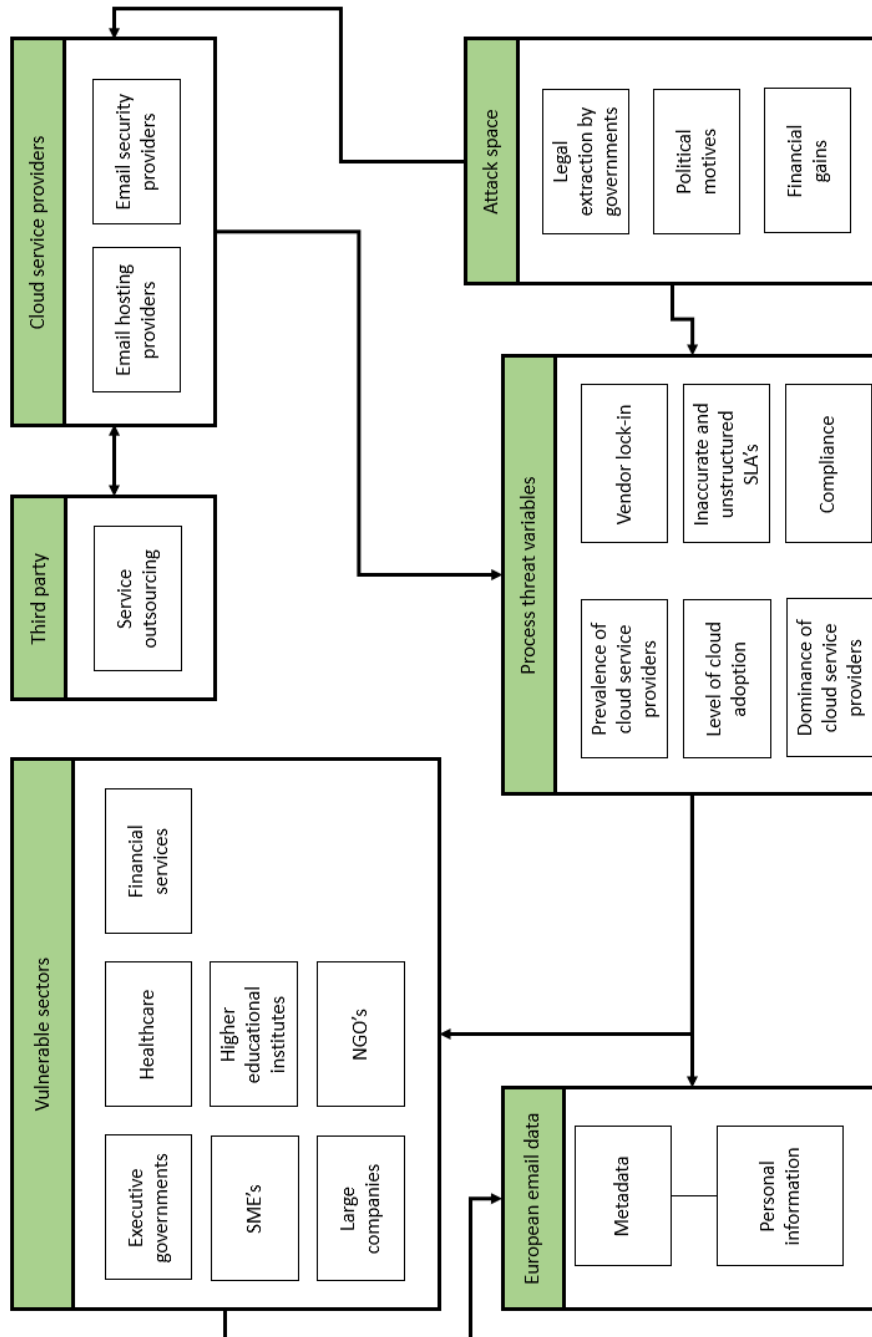 Vulnerable sectors
Executive
governments
Healthcare
Financial
services
SME's
Higher
educational
institutes
Large
companies
NGO's
Third party
Service
outsourcing
Cloud service providers
Email hosting
providers
Email security
providers
European email data
Metadata
Personal
information
Process threat variables
Prevalence of
cloud service
providers
Vendor lock-in
Level of cloud
adoption
Inaccurate and
unstructured
SLA's
Dominance of
cloud service
providers
Compliance
Attack space
Legal
extraction by
governments
Political
motives
Financial
gains